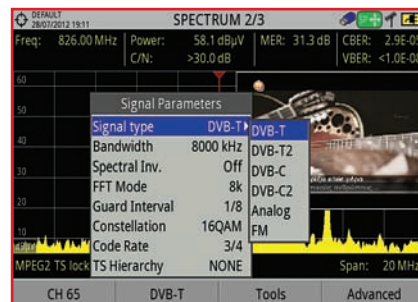 DEFAULT
28/07/2012 19:11
SPECTRUM 2/3
Freq: 826.00 MHz
Power: 58.1 dBµV
MER: 31.3 dB
CBER: 2.9E-05
C/N: >30.0 dB
VBER: <1.0E-08
60
50
40
30
20
10
Signal Parameters
Signal type DVB-T
Bandwidth 8000 kHz
Spectral Inv. Off
FFT Mode 8k
Guard Interval 1/8
Constellation 16QAM
Code Rate 3/4
TS Hierarchy NONE
DVB-T
DVB-T2
DVB-C
DVB-C2
Analog
FM
MPEG2 TS lock
Span: 20 MHz
CH 65
DVB-T
Tools
Advanced